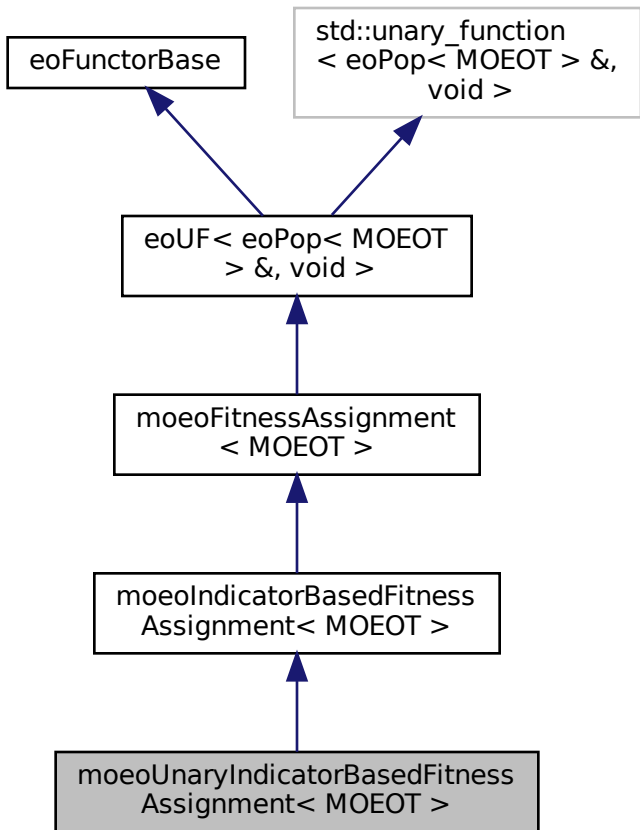 std::unary_function
< eoPop< MOEOT > &,
void >
eoFunctorBase
eoUF< eoPop< MOEOT
> &, void >
moeoFitnessAssignment
< MOEOT >
moeoIndicatorBasedFitness
Assignment< MOEOT >
moeoUnaryIndicatorBasedFitness
Assignment< MOEOT >